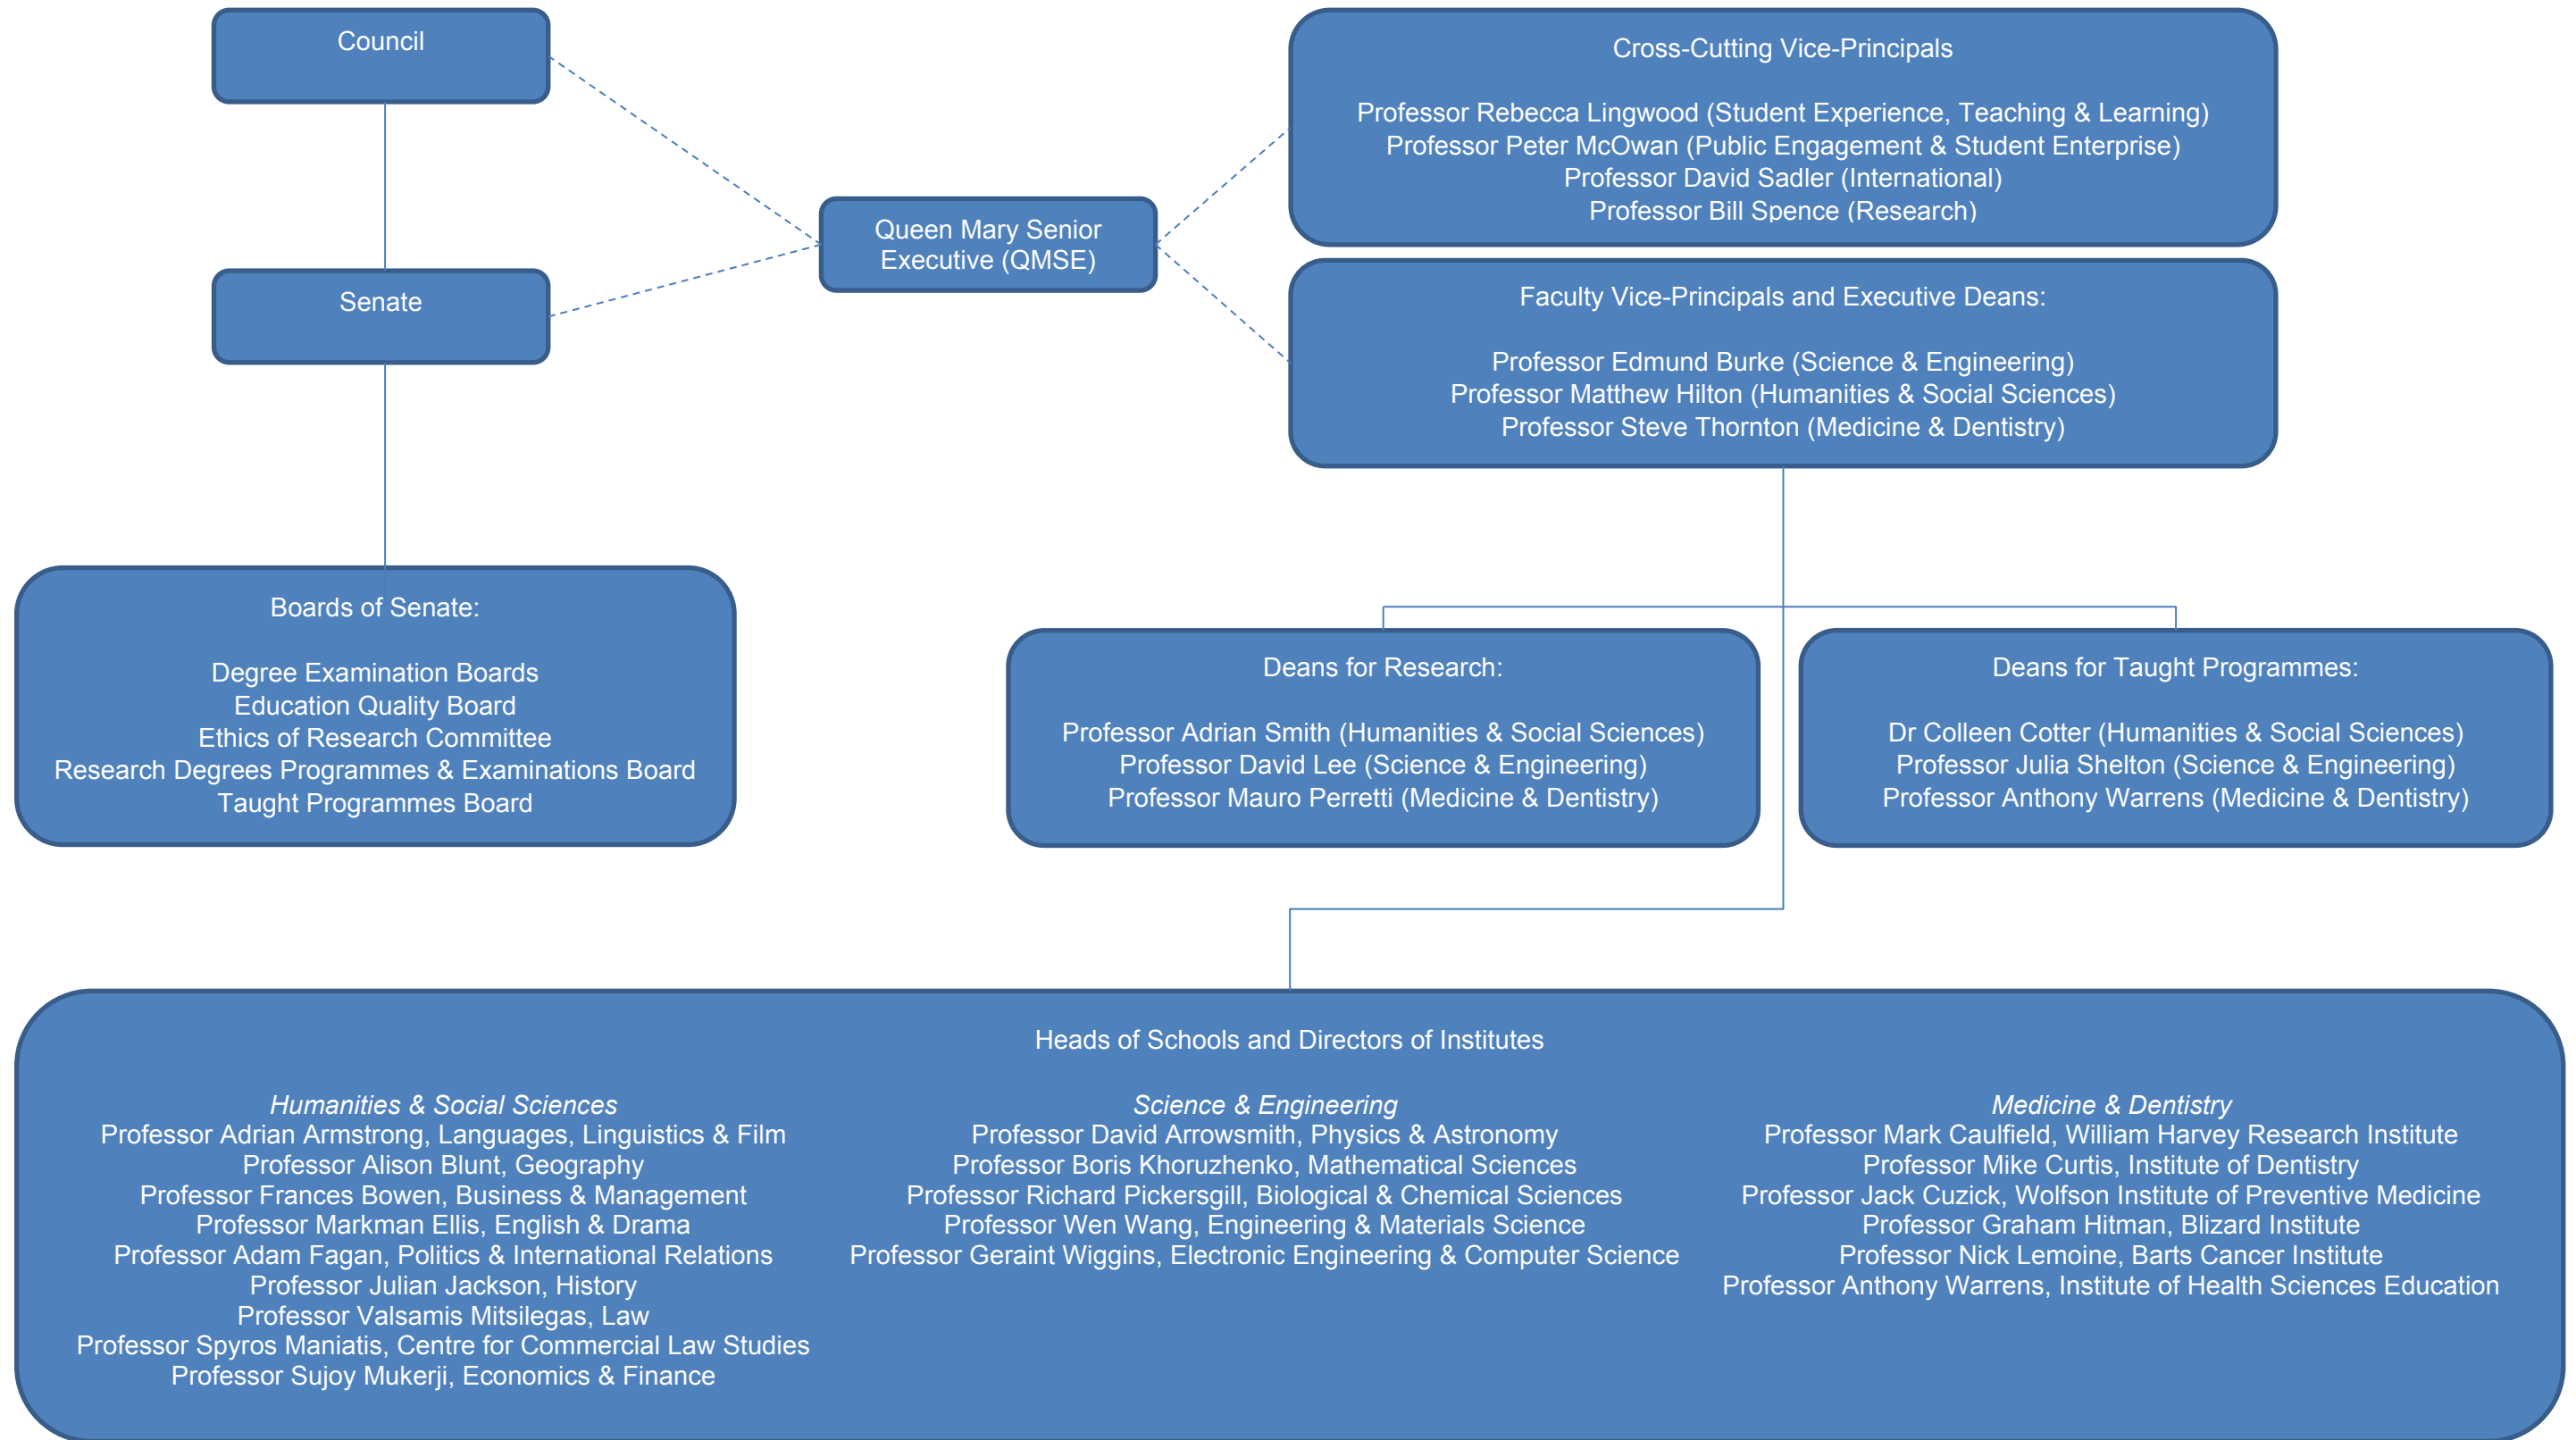 Council
Cross-Cutting Vice-Principals
Professor Rebecca Lingwood (Student Experience, Teaching & Learning)
Professor Peter McOwan (Public Engagement & Student Enterprise)
Professor David Sadler (International)
Professor Bill Spence (Research)
Queen Mary Senior
Executive (QMSE)
Senate
Faculty Vice-Principals and Executive Deans:
Professor Edmund Burke (Science & Engineering)
Professor Matthew Hilton (Humanities & Social Sciences)
Professor Steve Thornton (Medicine & Dentistry)
Boards of Senate:
Degree Examination Boards
Education Quality Board
Ethics of Research Committee
Research Degrees Programmes & Examinations Board
Taught Programmes Board
Deans for Research:
Professor Adrian Smith (Humanities & Social Sciences)
Professor David Lee (Science & Engineering)
Professor Mauro Perretti (Medicine & Dentistry)
Deans for Taught Programmes:
Dr Colleen Cotter (Humanities & Social Sciences)
Professor Julia Shelton (Science & Engineering)
Professor Anthony Warrens (Medicine & Dentistry)
Heads of Schools and Directors of Institutes
Humanities & Social Sciences
Professor Adrian Armstrong, Languages, Linguistics & Film
Professor Alison Blunt, Geography
Professor Frances Bowen, Business & Management
Professor Markman Ellis, English & Drama
Professor Adam Fagan, Politics & International Relations
Professor Julian Jackson, History
Professor Valsamis Mitsilegas, Law
Professor Spyros Maniatis, Centre for Commercial Law Studies
Professor Sujoy Mukerji, Economics & Finance
Science & Engineering
Professor David Arrowsmith, Physics & Astronomy
Professor Boris Khoruzhenko, Mathematical Sciences
Professor Richard Pickersgill, Biological & Chemical Sciences
Professor Wen Wang, Engineering & Materials Science
Professor Geraint Wiggins, Electronic Engineering & Computer Science
Medicine & Dentistry
Professor Mark Caulfield, William Harvey Research Institute
Professor Mike Curtis, Institute of Dentistry
Professor Jack Cuzick, Wolfson Institute of Preventive Medicine
Professor Graham Hitman, Blizard Institute
Professor Nick Lemoine, Barts Cancer Institute
Professor Anthony Warrens, Institute of Health Sciences Education